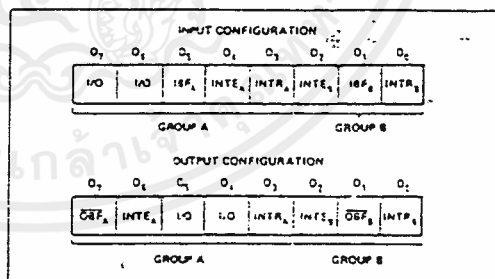 INPUT CONFIGURATION
D7 D6 D5 D4 D3 D2 D1 D0
I/O I/O IBFA INTEA INTRA INTEB IBFB INTRB
GROUP A GROUP B
OUTPUT CONFIGURATION
D7 D6 D5 D4 D3 D2 D1 D0
OBFA INTEA I/O I/O INTRA INTEB OBFB INTRB
GROUP A GROUP B